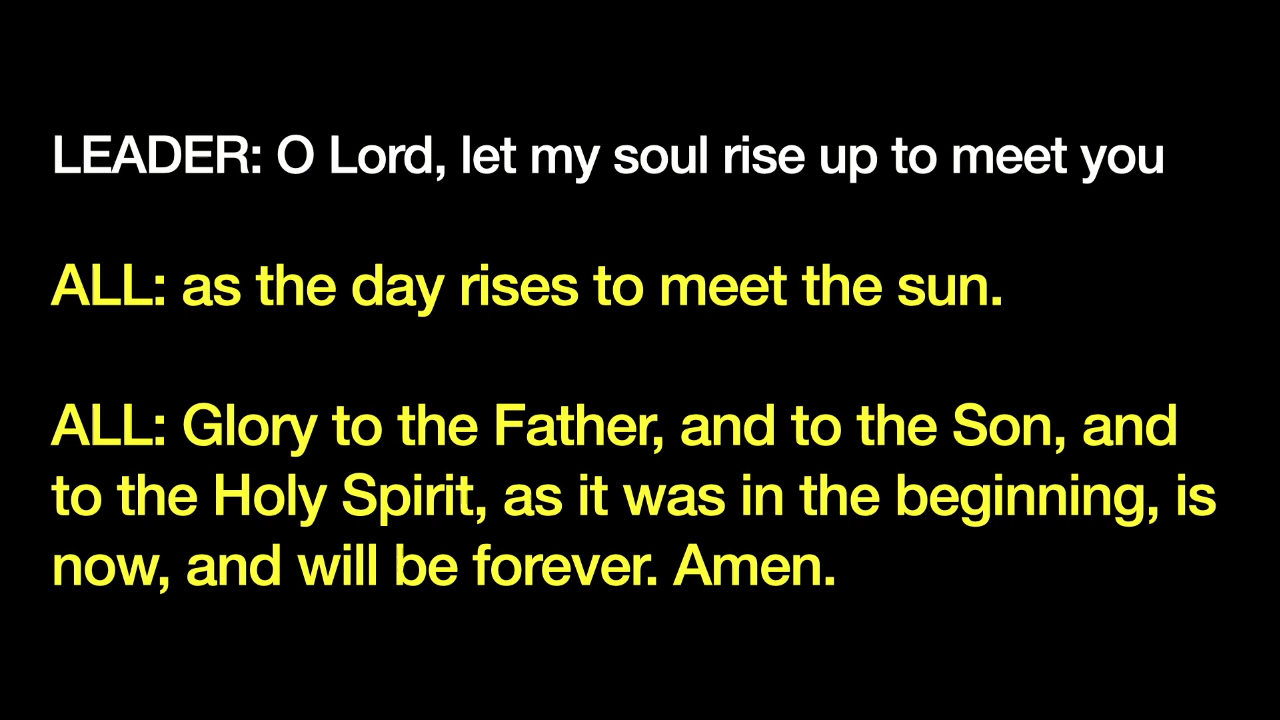 LEADER: O Lord, let my soul rise up to meet you
ALL: as the day rises to meet the sun.
ALL: Glory to the Father, and to the Son, and
to the Holy Spirit, as it was in the beginning, is
now, and will be forever. Amen.